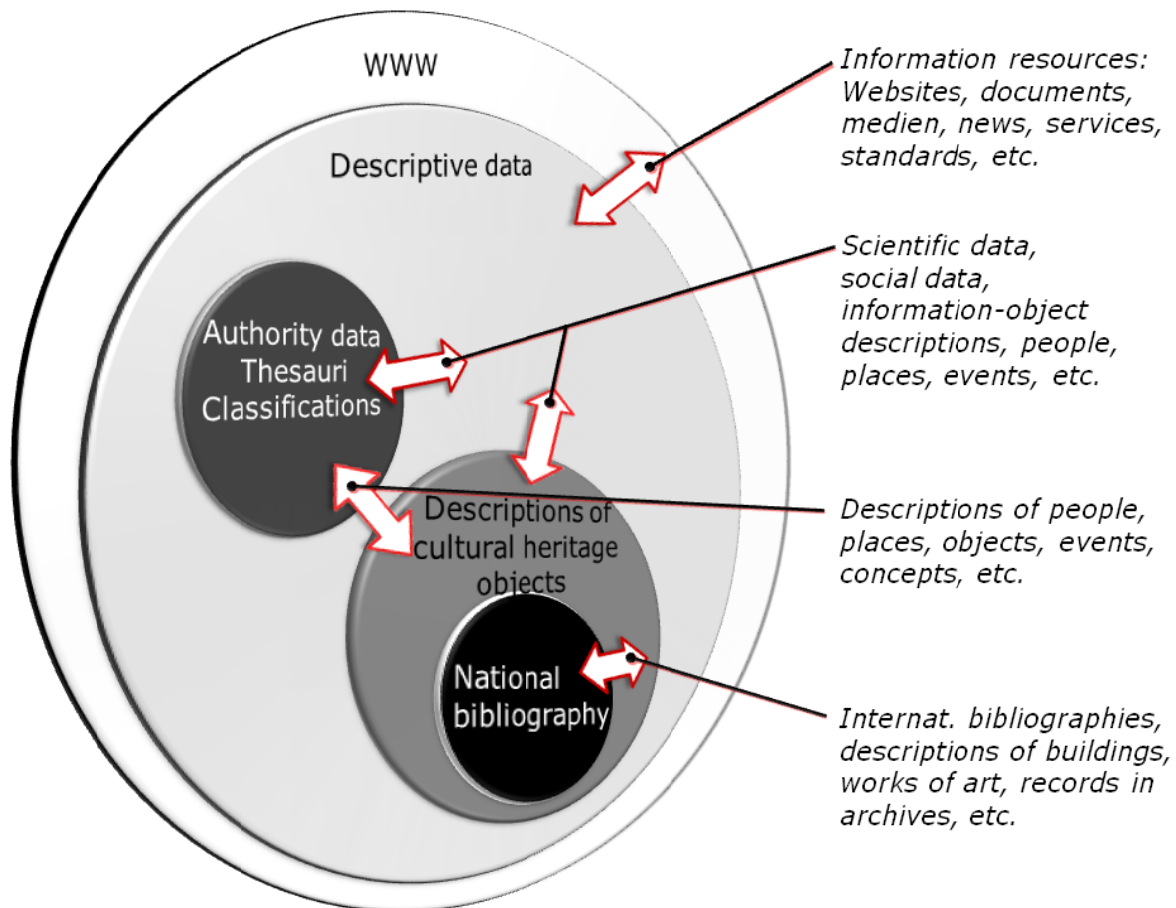 WWW
Descriptive data
Authority data
Thesauri
Classifications
Descriptions of
cultural heritage
objects
National
bibliography
Information resources:
Websites, documents,
medien, news, services,
standards, etc.
Scientific data,
social data,
information-object
descriptions, people,
places, events, etc.
Descriptions of people,
places, objects, events,
concepts, etc.
Internat. bibliographies,
descriptions of buildings,
works of art, records in
archives, etc.